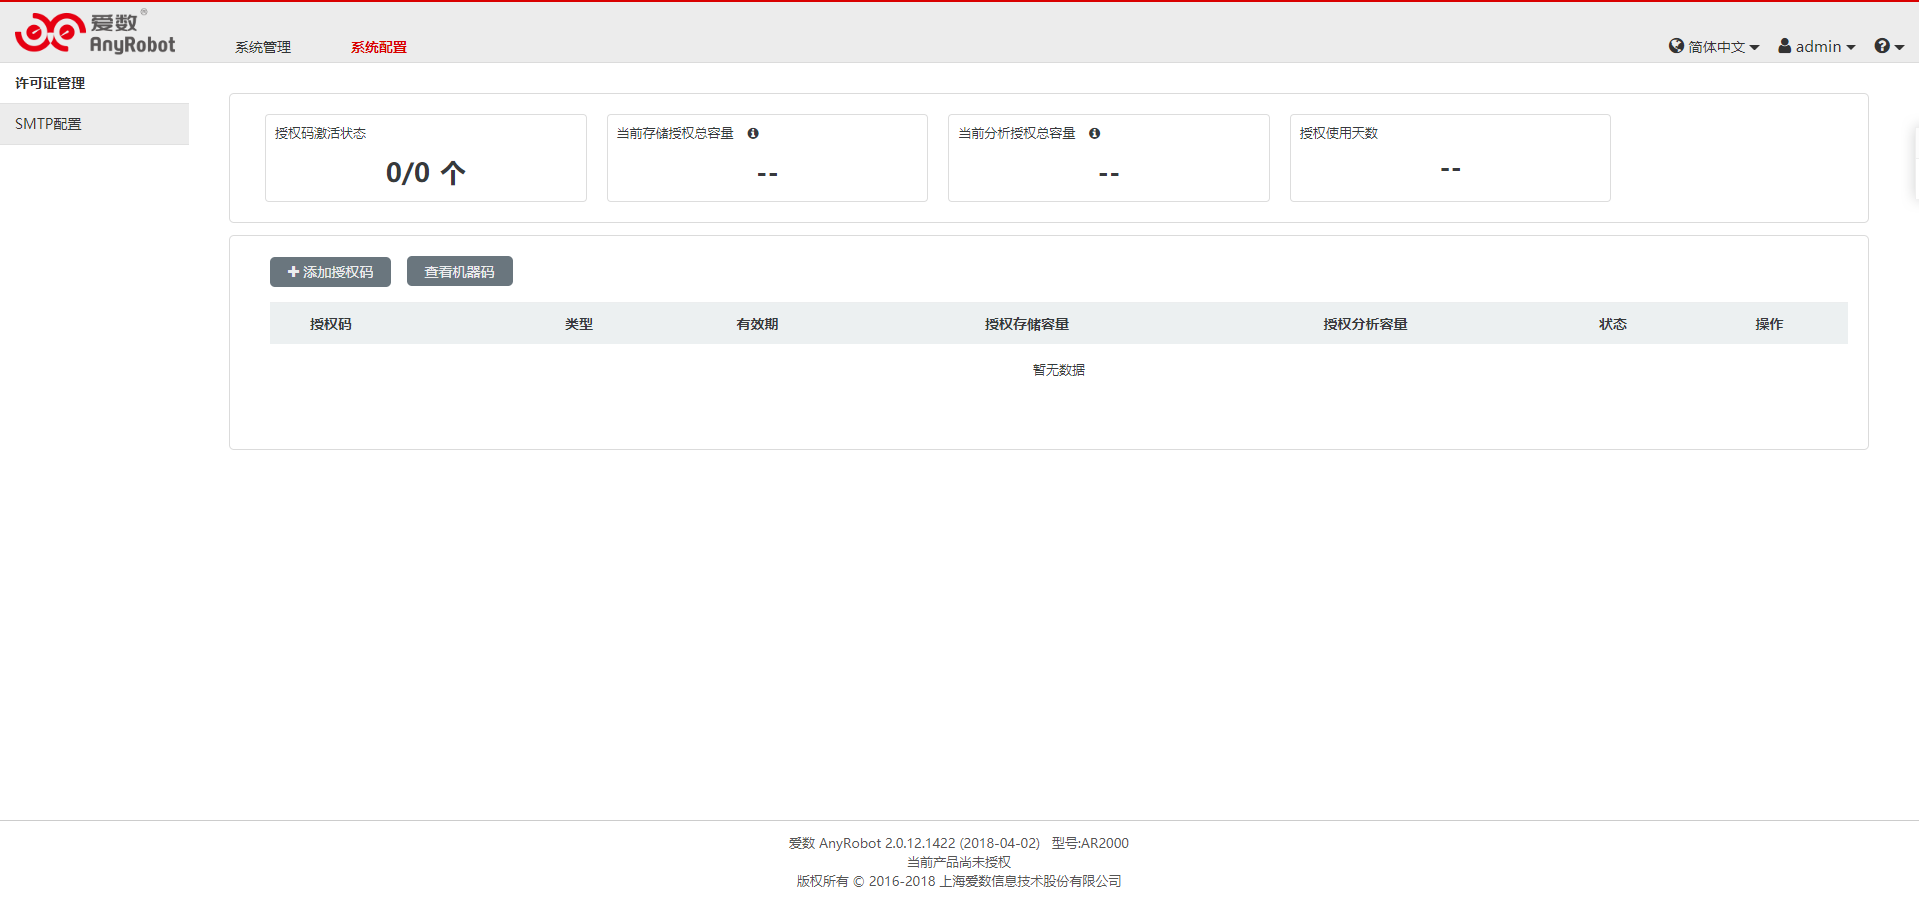 爱数®
AnyRobot
系统管理 系统配置 简体中文 admin
许可证管理
SMTP配置
授权码激活状态 当前存储授权总容量 当前分析授权总容量 授权使用天数
0/0 个 -- -- --
添加授权码 查看机器码
授权码 类型 有效期 授权存储容量 授权分析容量 状态 操作
暂无数据
爱数 AnyRobot 2.0.12.1422 (2018-04-02) 型号:AR2000
当前产品尚未授权
版权所有 © 2016-2018 上海爱数信息技术股份有限公司